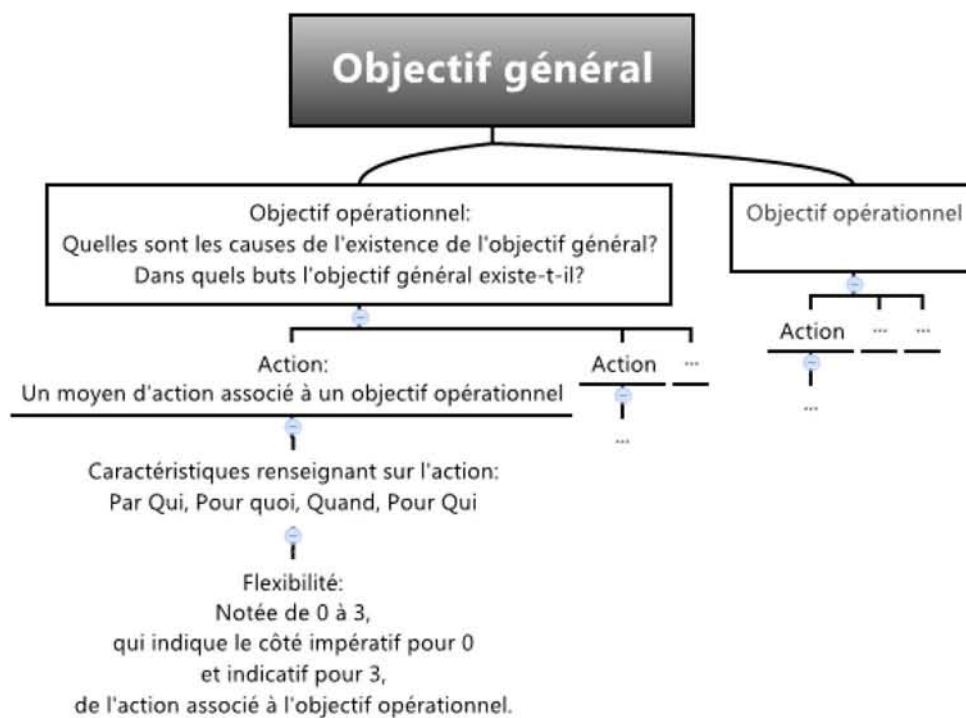 Objectif général
Objectif opérationnel:
Quelles sont les causes de l'existence de l'objectif général?
Dans quels buts l'objectif général existe-t-il?
Objectif opérationnel
Action:
Un moyen d'action associé à un objectif opérationnel
Action
...
Action
...
...
...
...
Caractéristiques renseignant sur l'action:
Par Qui, Pour quoi, Quand, Pour Qui
Flexibilité:
Notée de 0 à 3,
qui indique le côté impératif pour 0
et indicatif pour 3,
de l'action associé à l'objectif opérationnel.